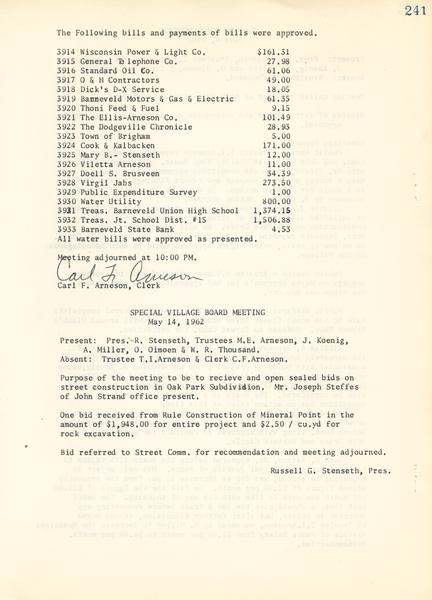 241
The Following bills and payments of bills were approved.
3914 Wisconsin Power & Light Co. $161.31
3915 General Telephone Co. 27.98
3916 Standard Oil Co. 61.06
3917 O & H Contractors 49.00
3918 Dick's D-X Service 18.05
3919 Barneveld Motors & Gas & Electric 61.35
3920 Thoni Feed & Fuel 9.15
3921 The Ellis-Arneson Co. 101.49
3922 The Dodgeville Chronicle 28.93
3923 Town of Brigham 5.00
3924 Cook & Kalbacken 171.00
3925 Mary B.- Stenseth 12.00
3926 Viletta Arneson 11.00
3927 Doell S. Brusveen 34.39
3928 Virgil Jabs 273.50
3929 Public Expenditure Survey 1.00
3930 Water Utility 800.00
3931 Treas. Barneveld Union High School 1,374.15
3932 Treas. Jt. School Dist. #1S 1,506.88
3933 Barneveld State Bank 4.53
All water bills were approved as presented.
Meeting adjourned at 10:00 PM.
Carl F. Arneson
Carl F. Arneson, Clerk
SPECIAL VILLAGE BOARD MEETING
May 14, 1962
Present: Pres.-R. Stenseth, Trustees M.E. Arneson, J. Koenig,
A. Miller, O. Oimoen & W. R. Thousand.
Absent: Trustee T.I.Arneson & Clerk C.F.Arneson.
Purpose of the meeting to be to recieve and open sealed bids on
street construction in Oak Park Subdivision. Mr. Joseph Steffes
of John Strand office present.
One bid received from Rule Construction of Mineral Point in the
amount of $1,948.00 for entire project and $2.50 / cu.yd for
rock excavation.
Bid referred to Street Comm. for recommendation and meeting adjourned.
Russell G. Stenseth, Pres.